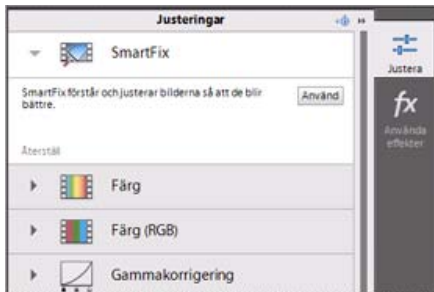 Justeringar
SmartFix
SmartFix förstår och justerar bilderna så att de blir
bättre.
Använd
Återställ
Färg
Färg (RGB)
Gammakorrigering
Justera
fx
Använda
effekter